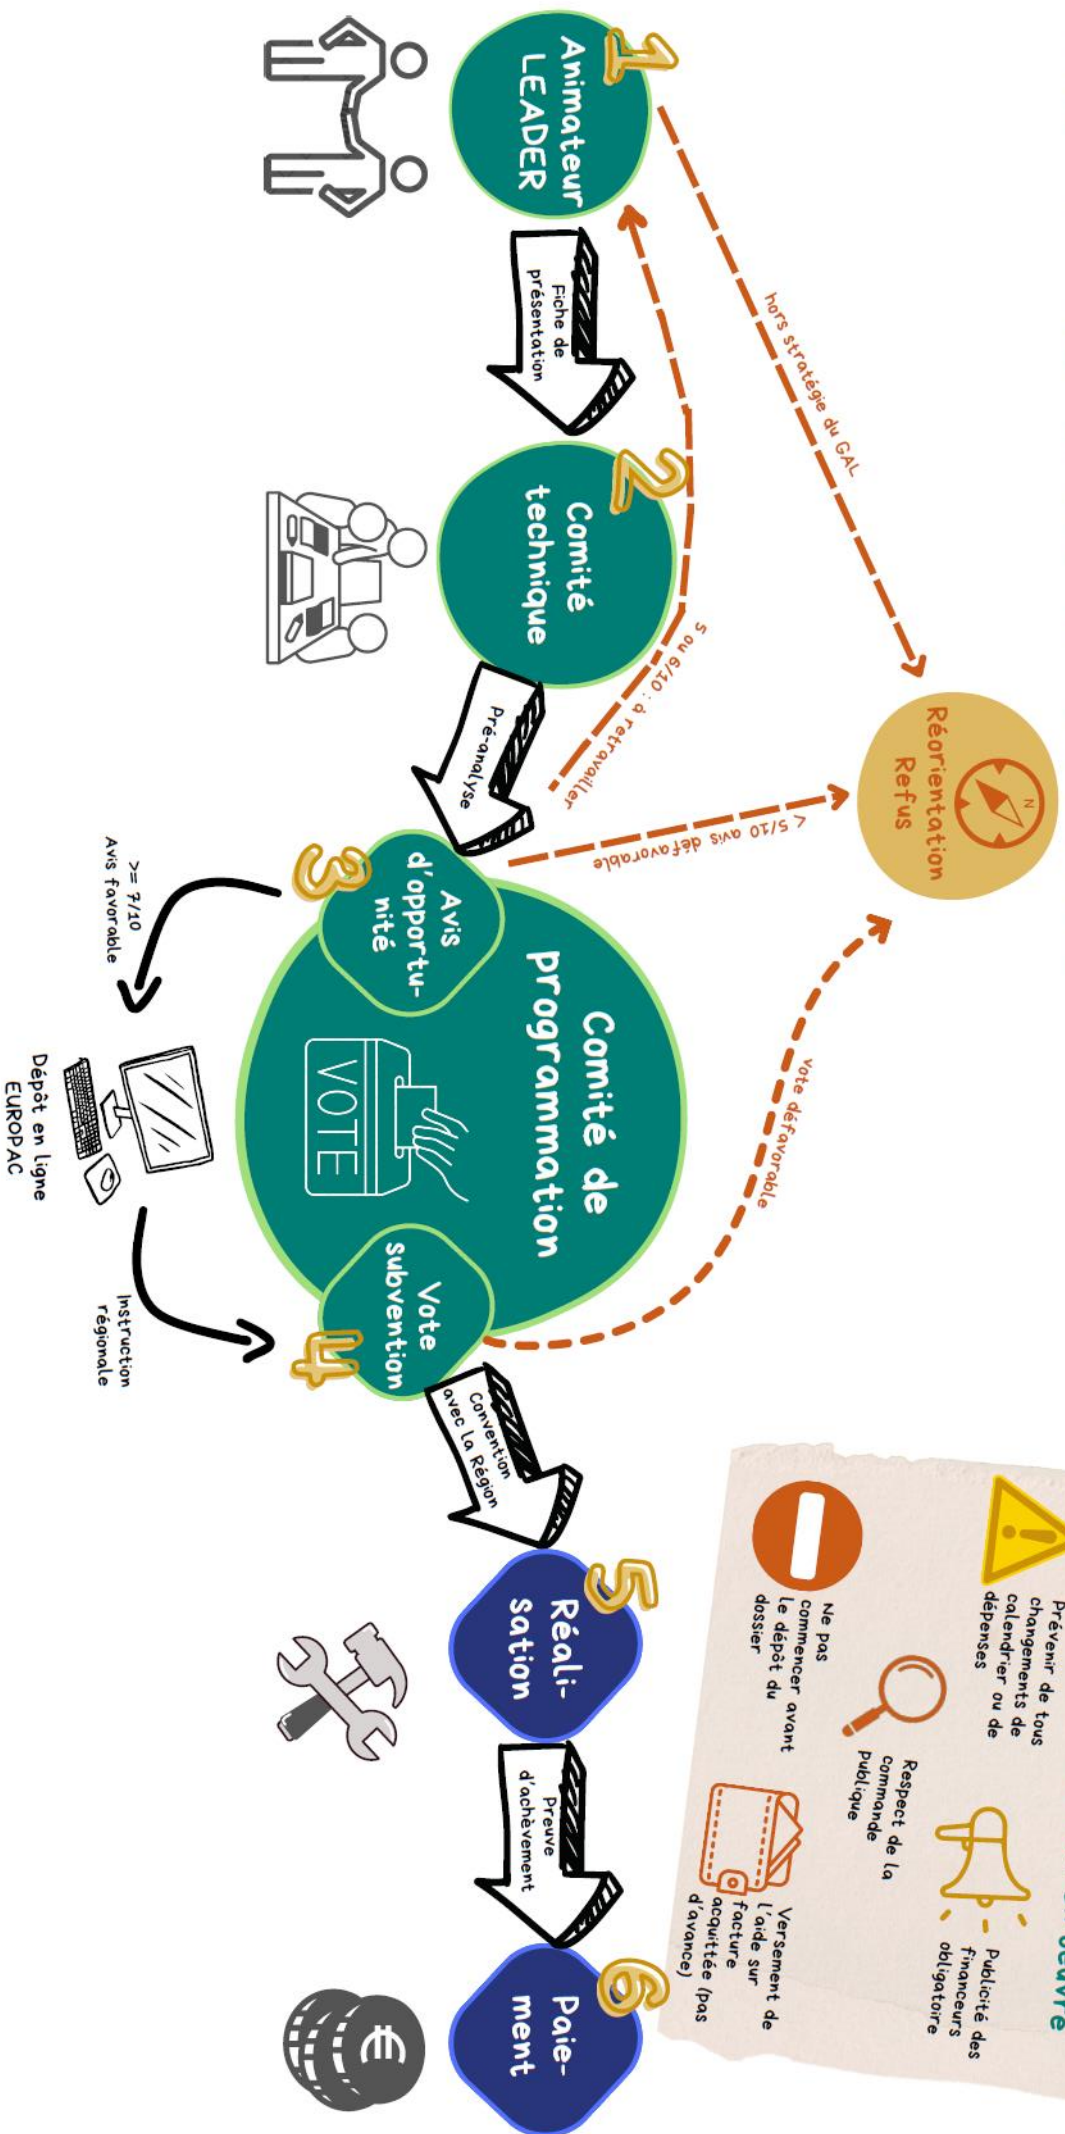 1
Animateur
LEADER
Fiche de
présentation
2
Comité
technique
Pré-analyse
3
Avis
d'opportu-
nité
Comité de
programmation
VOTE
4
Vote
subvention
>= 7/10
Avis favorable
Dépôt en ligne
EUROPAC
Instruction
régionale
hors stratégie du GAL
5 ou 6/10 : à retravailler
< 5/10 avis défavorable
vote défavorable
N
Réorientation
Refus
Convention
avec la Région
5
Réali-
sation
Preuve
d'achèvement
6
Paie-
ment
€
œuvre
Prévenir de tous
changements de
calendrier ou de
dépenses
Publicité des
financeurs
obligatoire
Respect de la
commande
publique
Ne pas
commencer avant
le dépôt du
dossier
Versement de
l'aide sur
facture
acquittée (pas
d'avance)